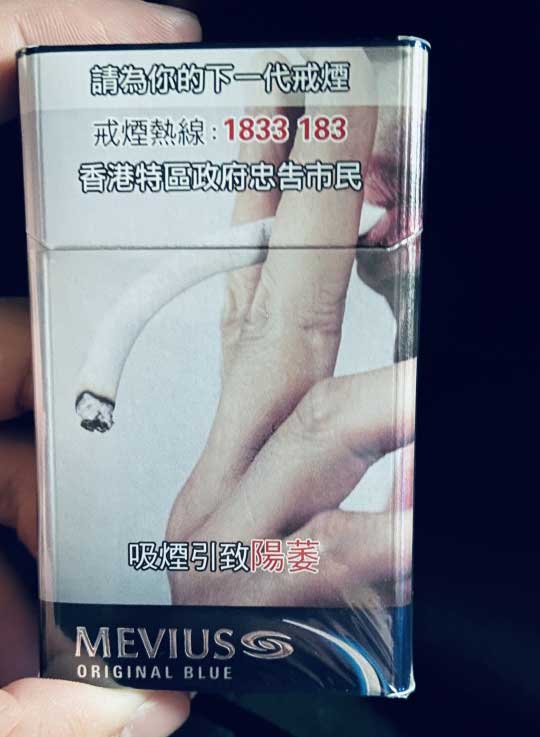 請為你的下一代戒煙
戒煙熱線：1833 183
香港特區政府忠告市民
吸煙引致陽萎
MEVIUS
ORIGINAL BLUE